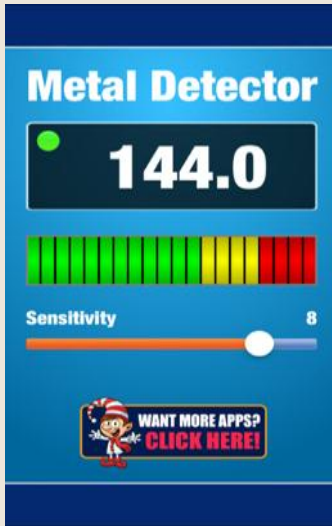 Metal Detector
144.0
Sensitivity 8
WANT MORE APPS?
CLICK HERE!